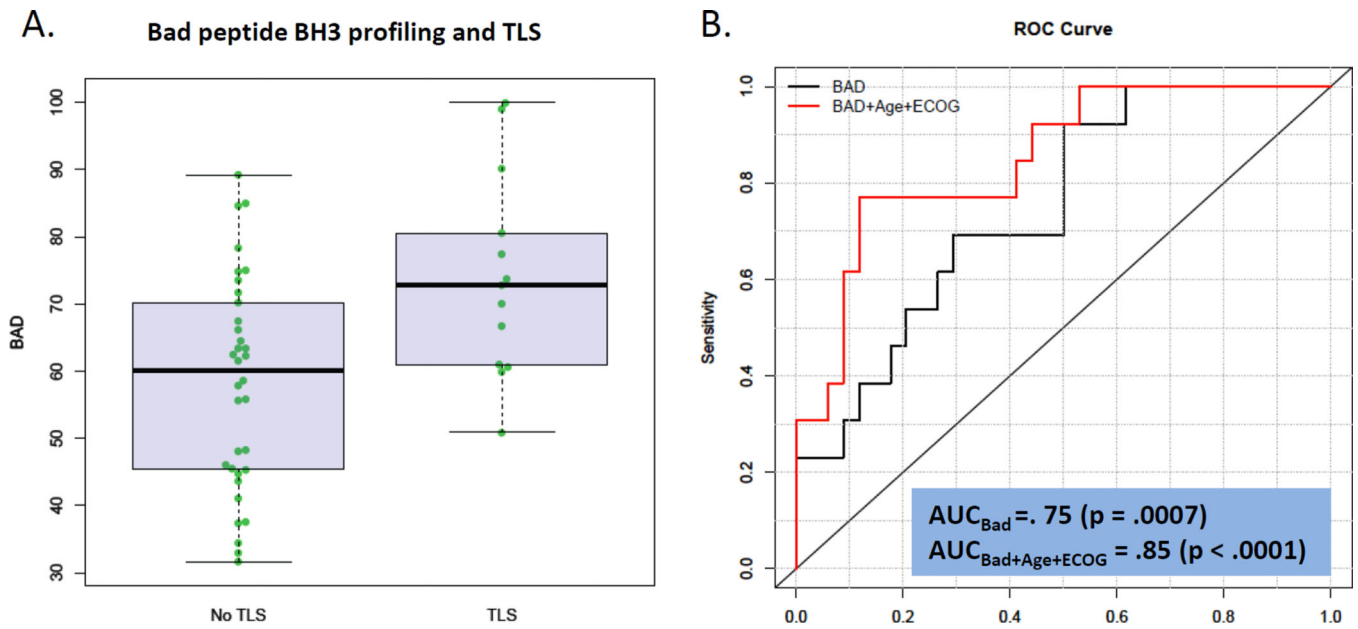 A.
Bad peptide BH3 profiling and TLS
BAD
100
90
80
70
60
50
40
30
No TLS
TLS
B.
ROC Curve
BAD
BAD+Age+ECOG
Sensitivity
1.0
0.8
0.6
0.4
0.2
0.0
AUCBad =. 75 (p = .0007)
AUCBad+Age+ECOG = .85 (p < .0001)
0.0 0.2 0.4 0.6 0.8 1.0